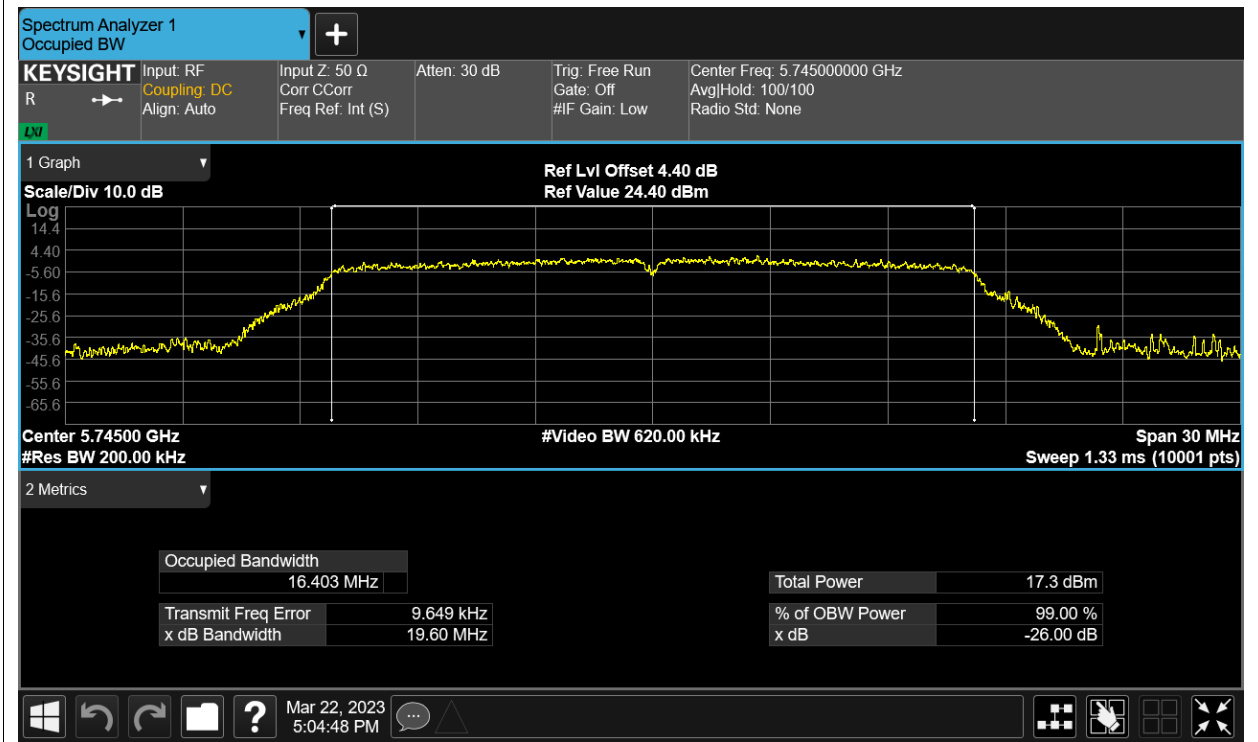 Spectrum Analyzer 1
Occupied BW
KEYSIGHT
R
LXI
Input: RF
Coupling: DC
Align: Auto
Input Z: 50 Ω
Corr CCorr
Freq Ref: Int (S)
Atten: 30 dB
Trig: Free Run
Gate: Off
#IF Gain: Low
Center Freq: 5.745000000 GHz
Avg|Hold: 100/100
Radio Std: None
1 Graph
Scale/Div 10.0 dB
Ref Lvl Offset 4.40 dB
Ref Value 24.40 dBm
Log
14.4
4.40
-5.60
-15.6
-25.6
-35.6
-45.6
-55.6
-65.6
Center 5.74500 GHz
#Video BW 620.00 kHz
Span 30 MHz
#Res BW 200.00 kHz
Sweep 1.33 ms (10001 pts)
2 Metrics
Occupied Bandwidth
16.403 MHz
Total Power 17.3 dBm
Transmit Freq Error 9.649 kHz
% of OBW Power 99.00 %
x dB Bandwidth 19.60 MHz
x dB -26.00 dB
?
Mar 22, 2023
5:04:48 PM